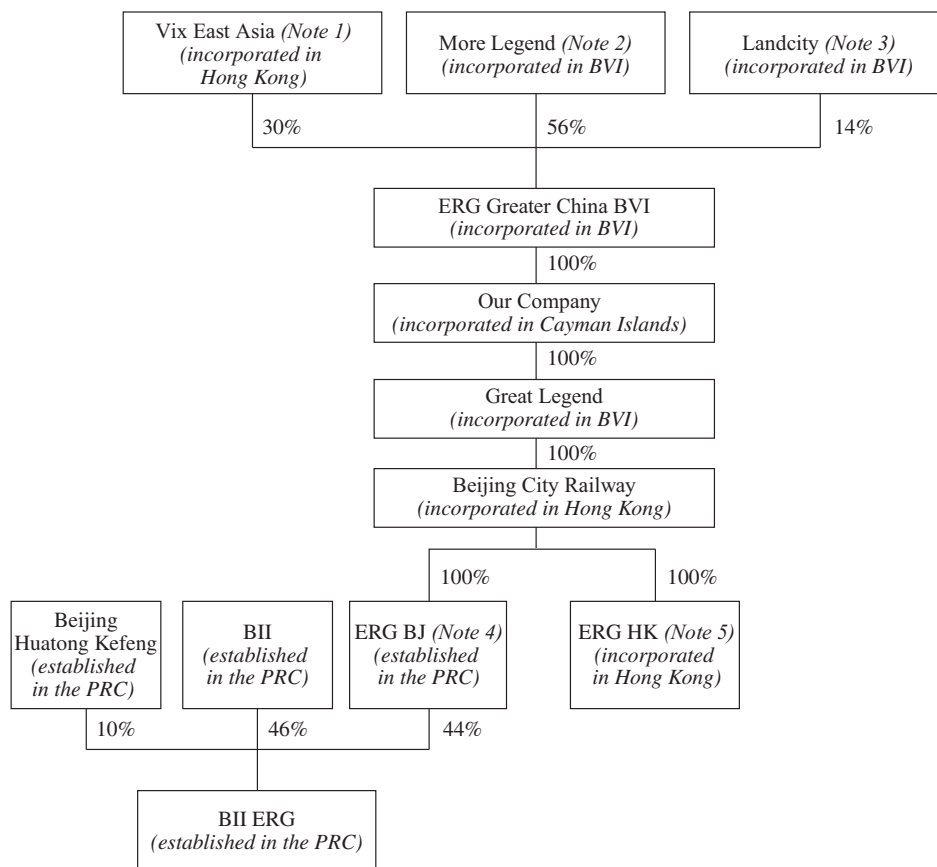 Vix East Asia (Note 1)
(incorporated in
Hong Kong)
More Legend (Note 2)
(incorporated in BVI)
Landcity (Note 3)
(incorporated in BVI)
30%
56%
14%
ERG Greater China BVI
(incorporated in BVI)
100%
Our Company
(incorporated in Cayman Islands)
100%
Great Legend
(incorporated in BVI)
100%
Beijing City Railway
(incorporated in Hong Kong)
100%
100%
Beijing
Huatong Kefeng
(established
in the PRC)
BII
(established
in the PRC)
ERG BJ (Note 4)
(established
in the PRC)
ERG HK (Note 5)
(incorporated
in Hong Kong)
10%
46%
44%
BII ERG
(established in the PRC)